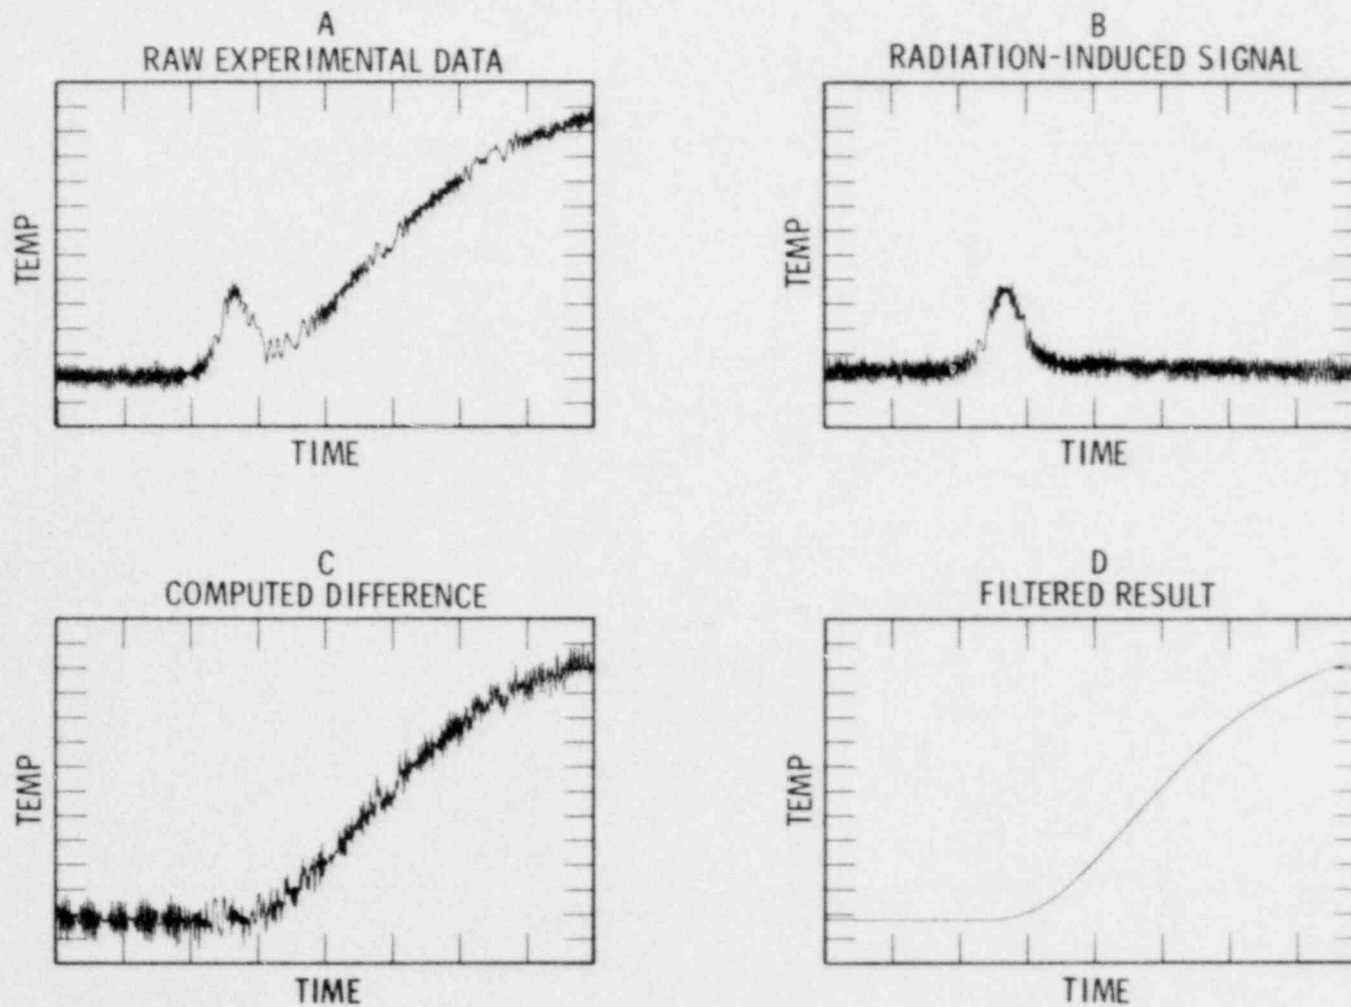 A
RAW EXPERIMENTAL DATA
TEMP
TIME
B
RADIATION-INDUCED SIGNAL
TEMP
TIME
C
COMPUTED DIFFERENCE
TEMP
TIME
D
FILTERED RESULT
TEMP
TIME